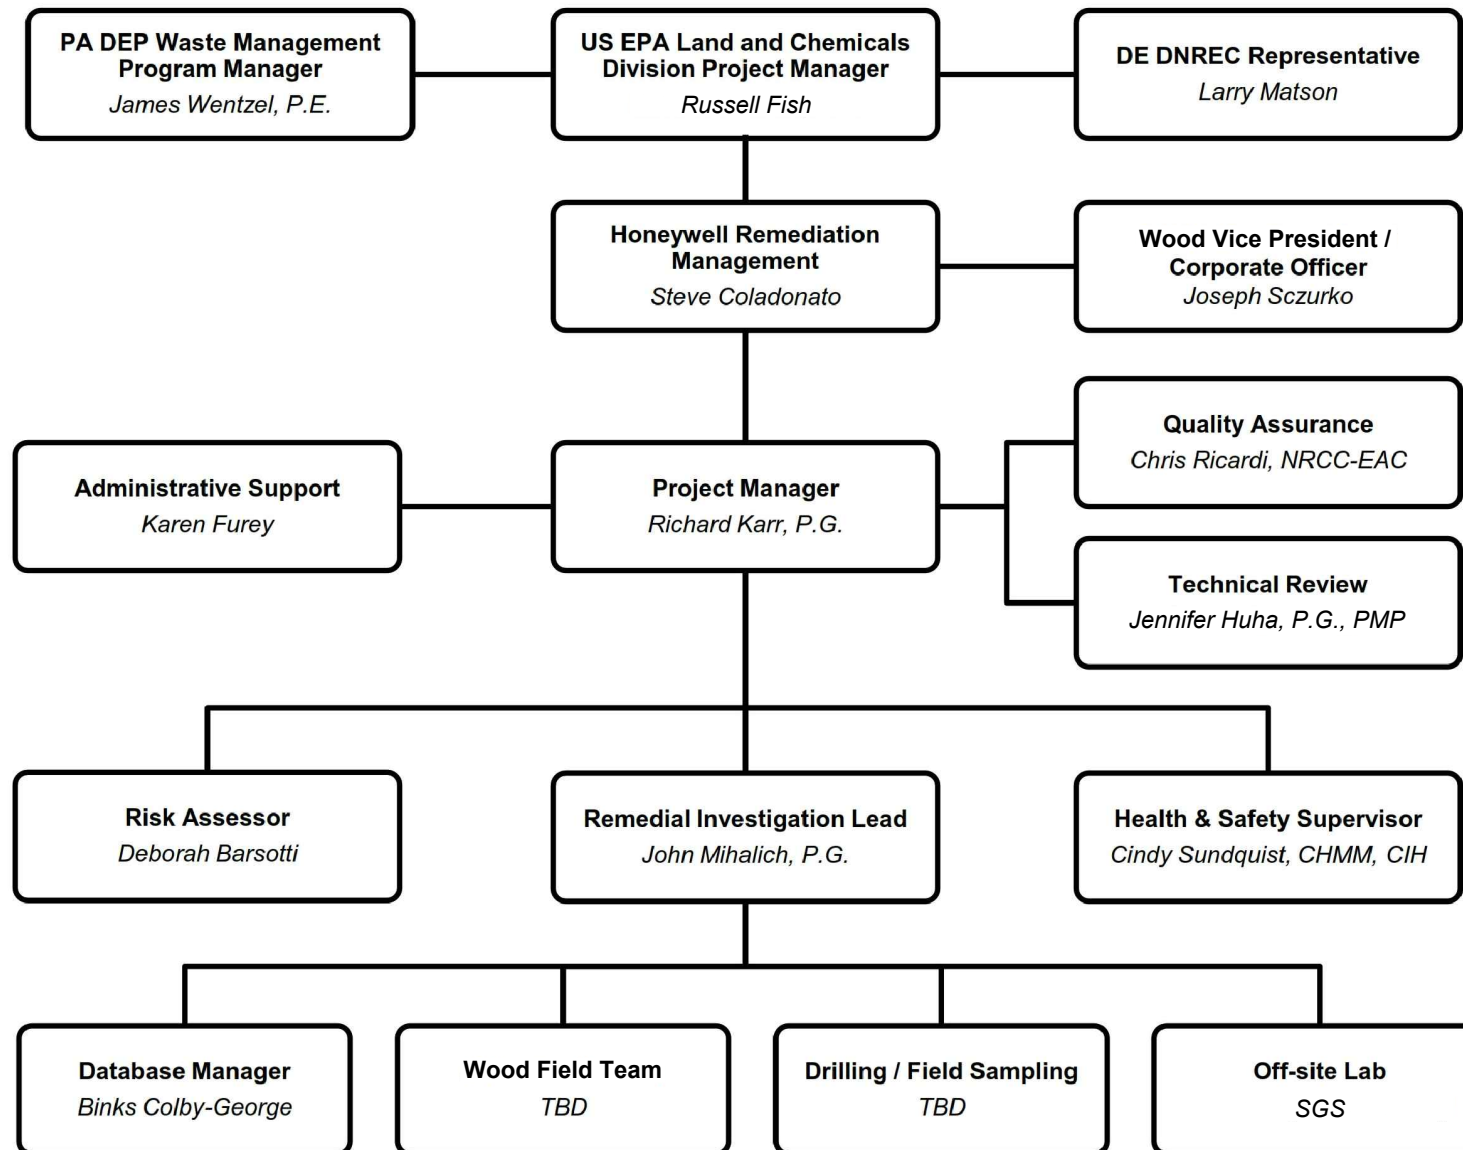 PA DEP Waste Management
Program Manager
James Wentzel, P.E.
US EPA Land and Chemicals
Division Project Manager
Russell Fish
DE DNREC Representative
Larry Matson
Honeywell Remediation
Management
Steve Coladonato
Wood Vice President /
Corporate Officer
Joseph Sczurko
Administrative Support
Karen Furey
Project Manager
Richard Karr, P.G.
Quality Assurance
Chris Ricardi, NRCC-EAC
Technical Review
Jennifer Huha, P.G., PMP
Risk Assessor
Deborah Barsotti
Remedial Investigation Lead
John Mihalich, P.G.
Health & Safety Supervisor
Cindy Sundquist, CHMM, CIH
Database Manager
Binks Colby-George
Wood Field Team
TBD
Drilling / Field Sampling
TBD
Off-site Lab
SGS